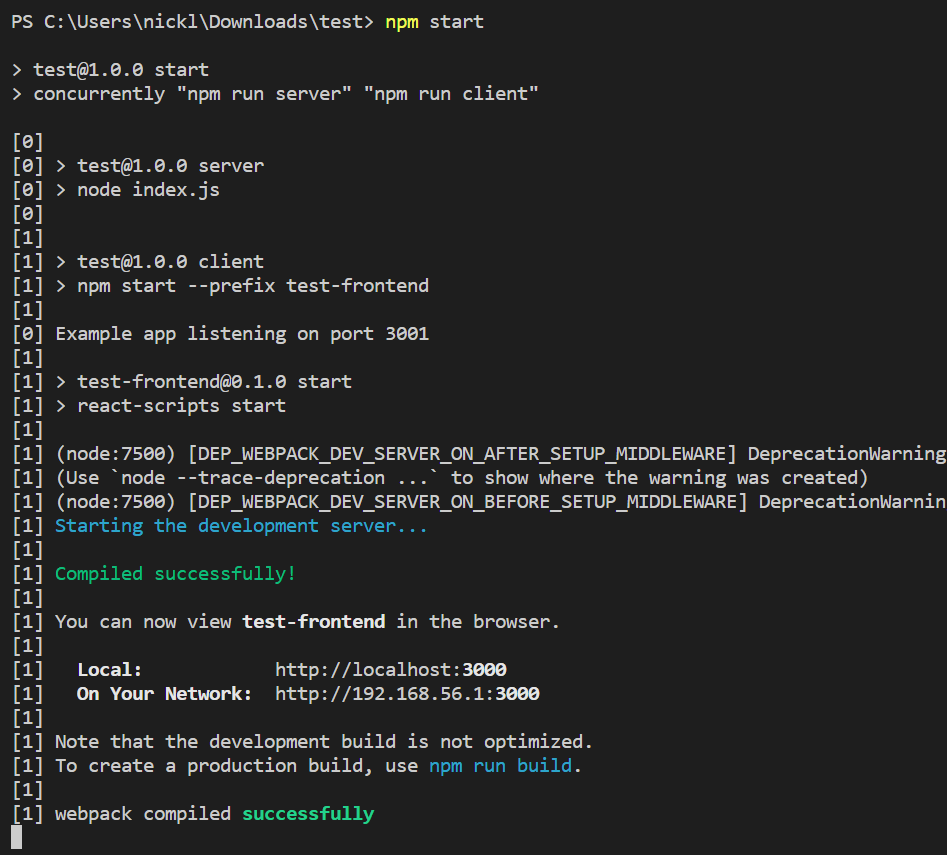 PS C:\Users\nickl\Downloads\test> npm start
> test@1.0.0 start
> concurrently "npm run server" "npm run client"
[0]
[0] > test@1.0.0 server
[0] > node index.js
[0]
[1]
[1] > test@1.0.0 client
[1] > npm start --prefix test-frontend
[1]
[0] Example app listening on port 3001
[1]
[1] > test-frontend@0.1.0 start
[1] > react-scripts start
[1]
[1] (node:7500) [DEP_WEBPACK_DEV_SERVER_ON_AFTER_SETUP_MIDDLEWARE] DeprecationWarning
[1] (Use `node --trace-deprecation ...` to show where the warning was created)
[1] (node:7500) [DEP_WEBPACK_DEV_SERVER_ON_BEFORE_SETUP_MIDDLEWARE] DeprecationWarnin
[1] Starting the development server...
[1]
[1] Compiled successfully!
[1]
[1] You can now view test-frontend in the browser.
[1]
[1]   Local:            http://localhost:3000
[1]   On Your Network:  http://192.168.56.1:3000
[1]
[1] Note that the development build is not optimized.
[1] To create a production build, use npm run build.
[1]
[1] webpack compiled successfully